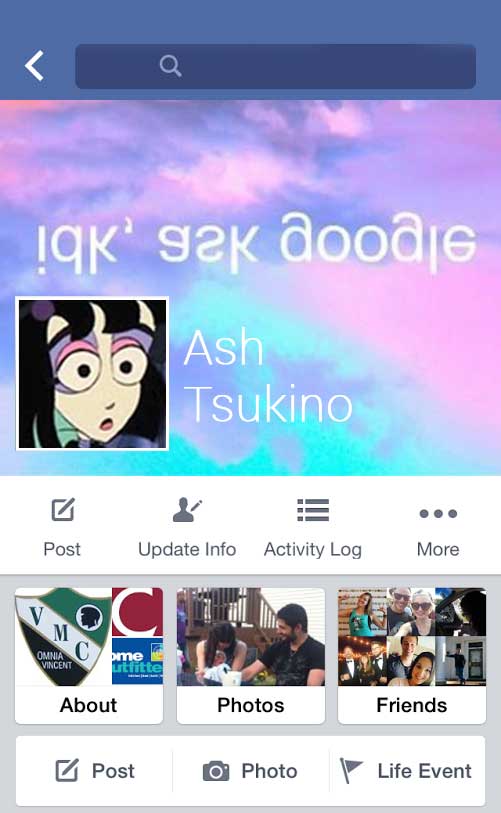 idk, ask google
Ash
Tsukino
Post
Update Info
Activity Log
More
VMC
OMNIA
VINCENT
C
ome
utfitte
About
Photos
Friends
Post
Photo
Life Event